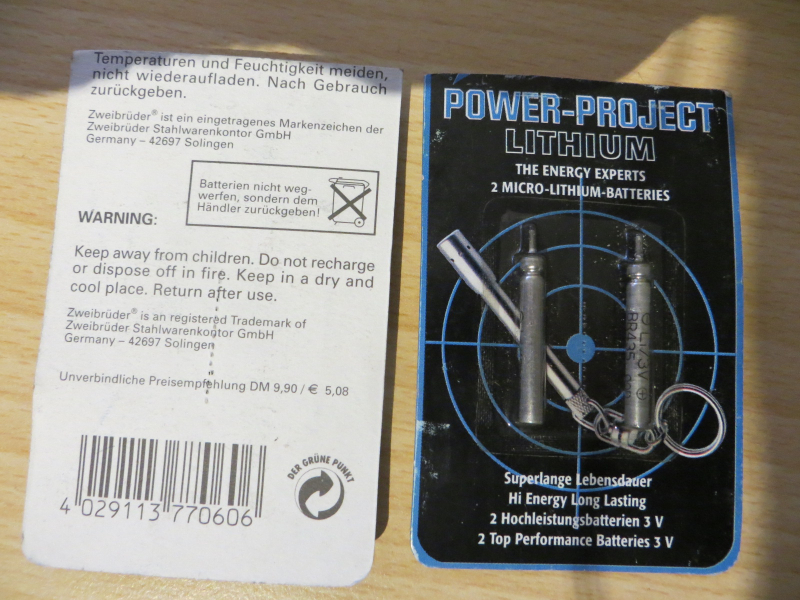 Temperaturen und Feuchtigkeit meiden,
nicht wiederaufladen. Nach Gebrauch
zurückgeben.
Zweibrüder® ist ein eingetragenes Markenzeichen der
Zweibrüder Stahlwarenkontor GmbH
Germany – 42697 Solingen
Batterien nicht weg-
werfen, sondern dem
Händler zurückgeben!
WARNING:
Keep away from children. Do not recharge
or dispose off in fire. Keep in a dry and
cool place. Return after use.
Zweibrüder® is an registered Trademark of
Zweibrüder Stahlwarenkontor GmbH
Germany – 42697 Solingen
Unverbindliche Preisempfehlung DM 9,90 / € 5,08
4 029113 770606
DER GRÜNE PUNKT
POWER-PROJECT
LITHIUM
THE ENERGY EXPERTS
2 MICRO-LITHIUM-BATTERIES
BR435
Superlange Lebensdauer
Hi Energy Long Lasting
2 Hochleistungsbatterien 3 V
2 Top Performance Batteries 3 V